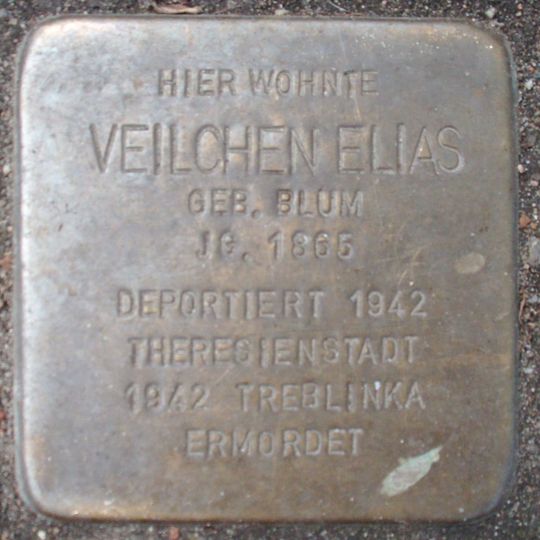 HIER WOHNTE
VEILCHEN ELIAS
GEB. BLUM
JG. 1865
DEPORTIERT 1942
THERESIENSTADT
1942 TREBLINKA
ERMORDET